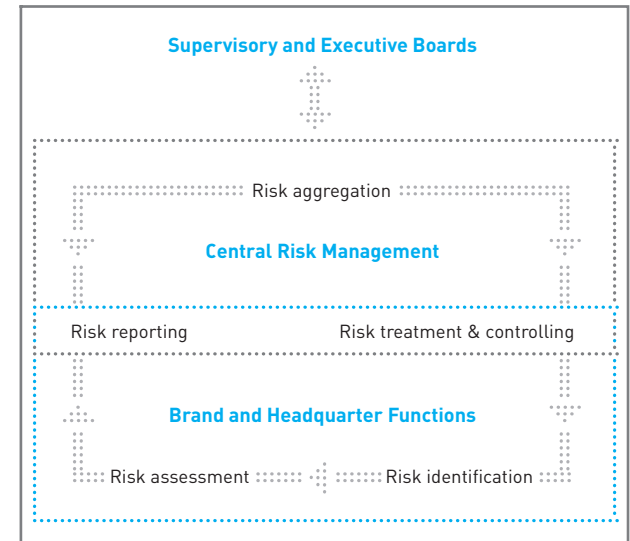 Supervisory and Executive Boards
Risk aggregation
Central Risk Management
Risk reporting
Risk treatment & controlling
Brand and Headquarter Functions
Risk assessment
Risk identification